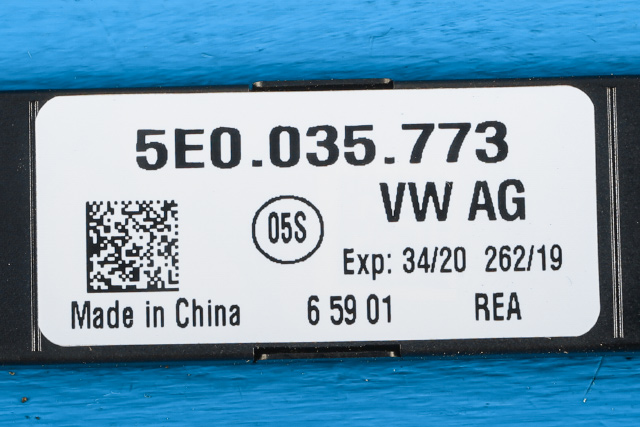 5E0.035.773
VW AG
05S
Exp: 34/20 262/19
Made in China 6 59 01 REA